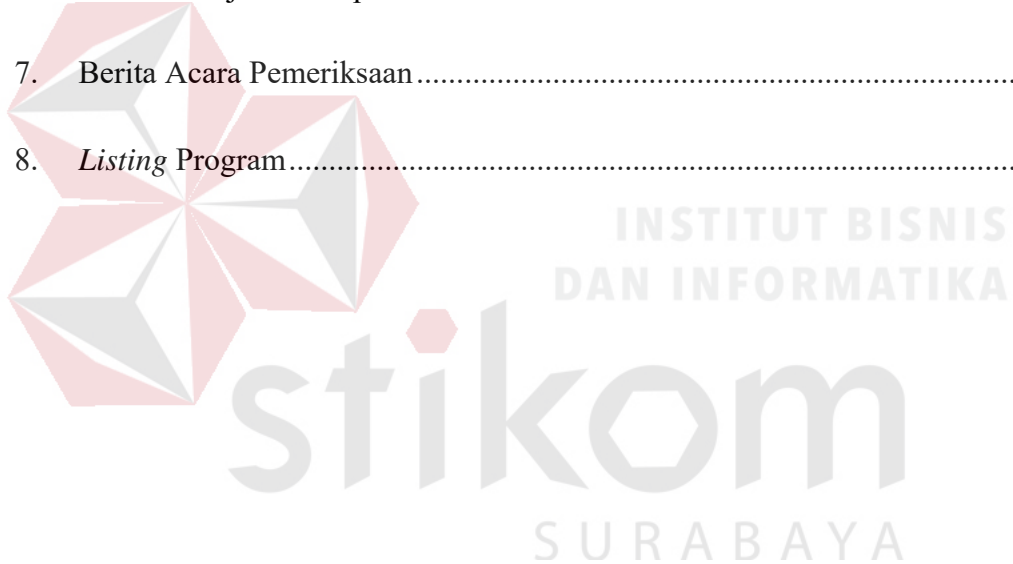 7. Berita Acara Pemeriksaan.......................................................................
8. Listing Program.......................................................................................
INSTITUT BISNIS
DAN INFORMATIKA
stikom
SURABAYA